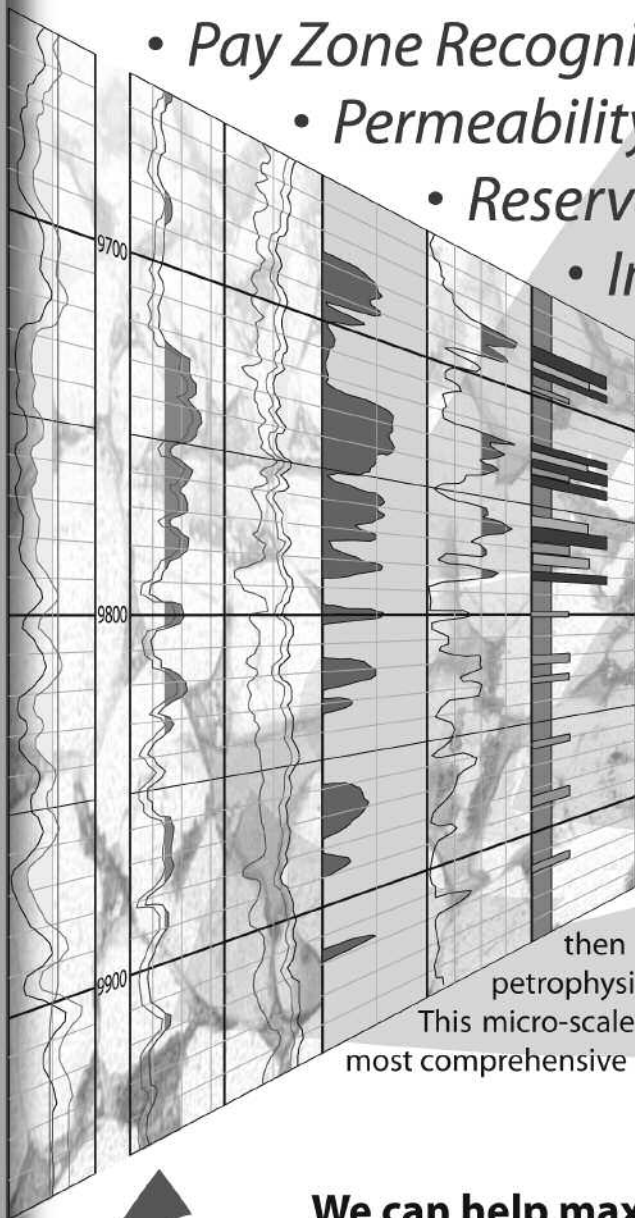 • Pay Zone Recogni
• Permeability
• Reserv
• In
9700
9800
9900
then
petrophysi
This micro-scale
most comprehensive
We can help max